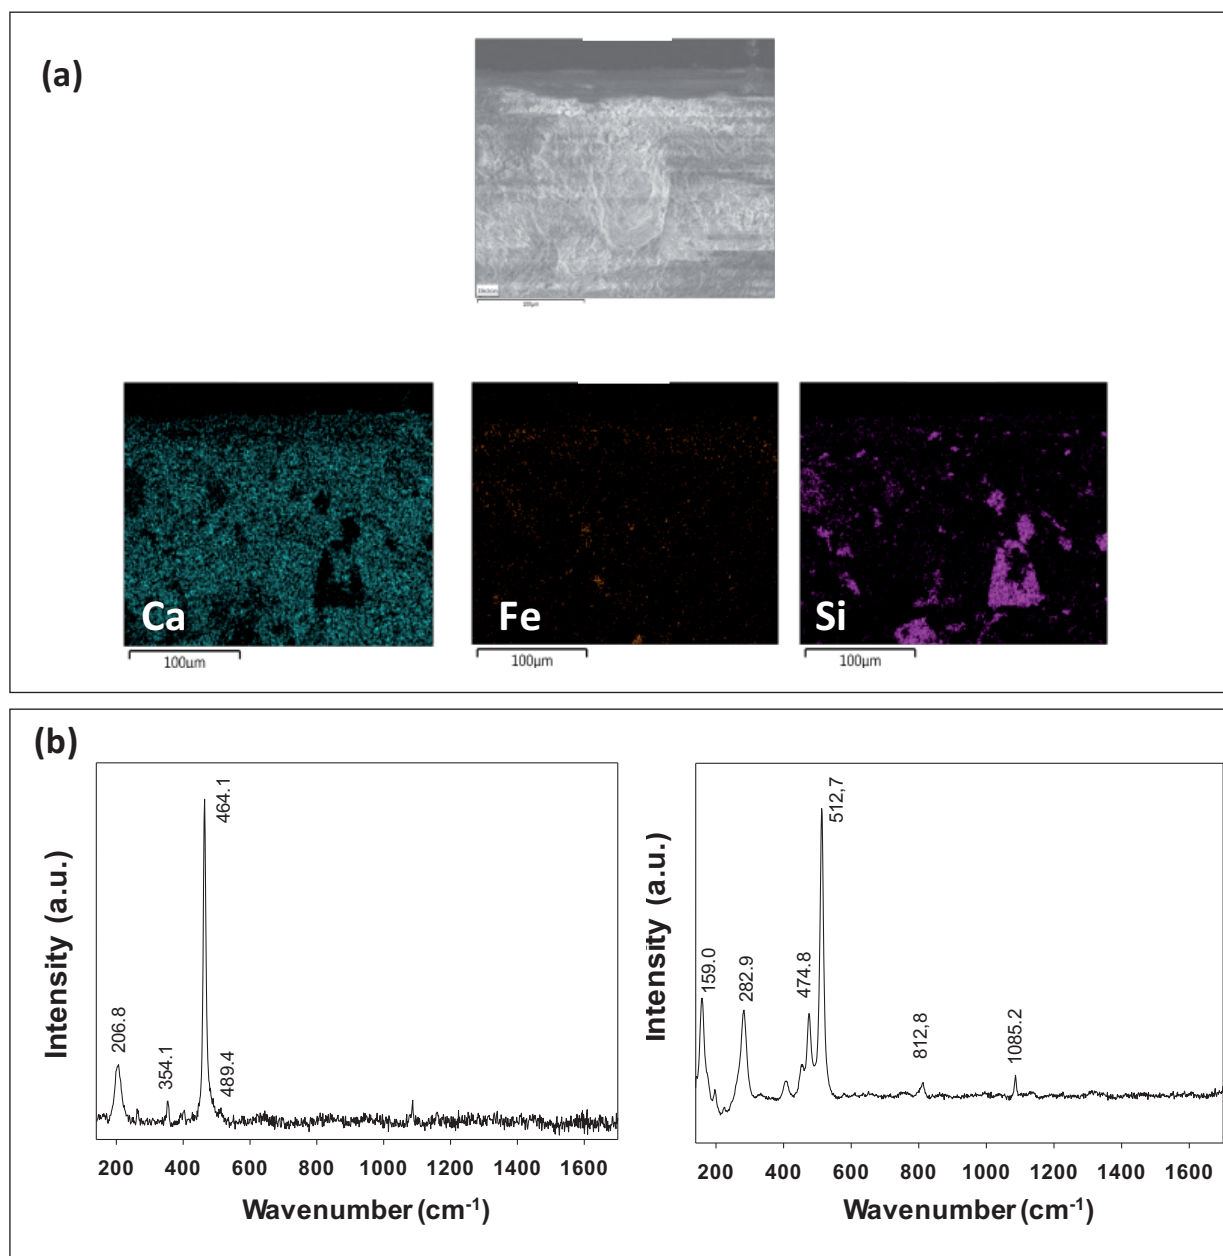 (a)
100µm
Ca
Fe
Si
100µm
100µm
100µm
(b)
464.1
206.8
354.1
489.4
Intensity (a.u.)
200 400 600 800 1000 1200 1400 1600
Wavenumber (cm⁻¹)
512,7
159.0
282.9
474.8
812,8
1085.2
Intensity (a.u.)
200 400 600 800 1000 1200 1400 1600
Wavenumber (cm⁻¹)